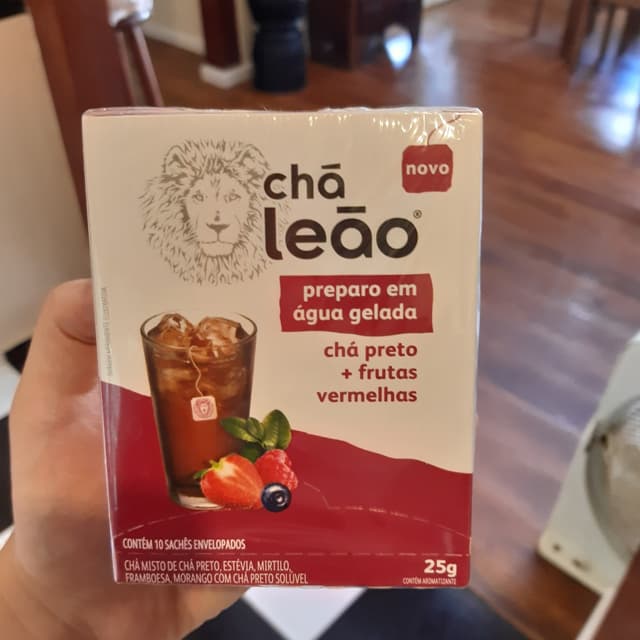 novo
chá
leão®
preparo em
água gelada
chá preto
+ frutas
vermelhas
CONTÉM 10 SACHÊS ENVELOPADOS
CHÁ MISTO DE CHÁ PRETO, ESTÉVIA, MIRTILO,
FRAMBOESA, MORANGO COM CHÁ PRETO SOLÚVEL
25g
CONTÉM AROMATIZANTE